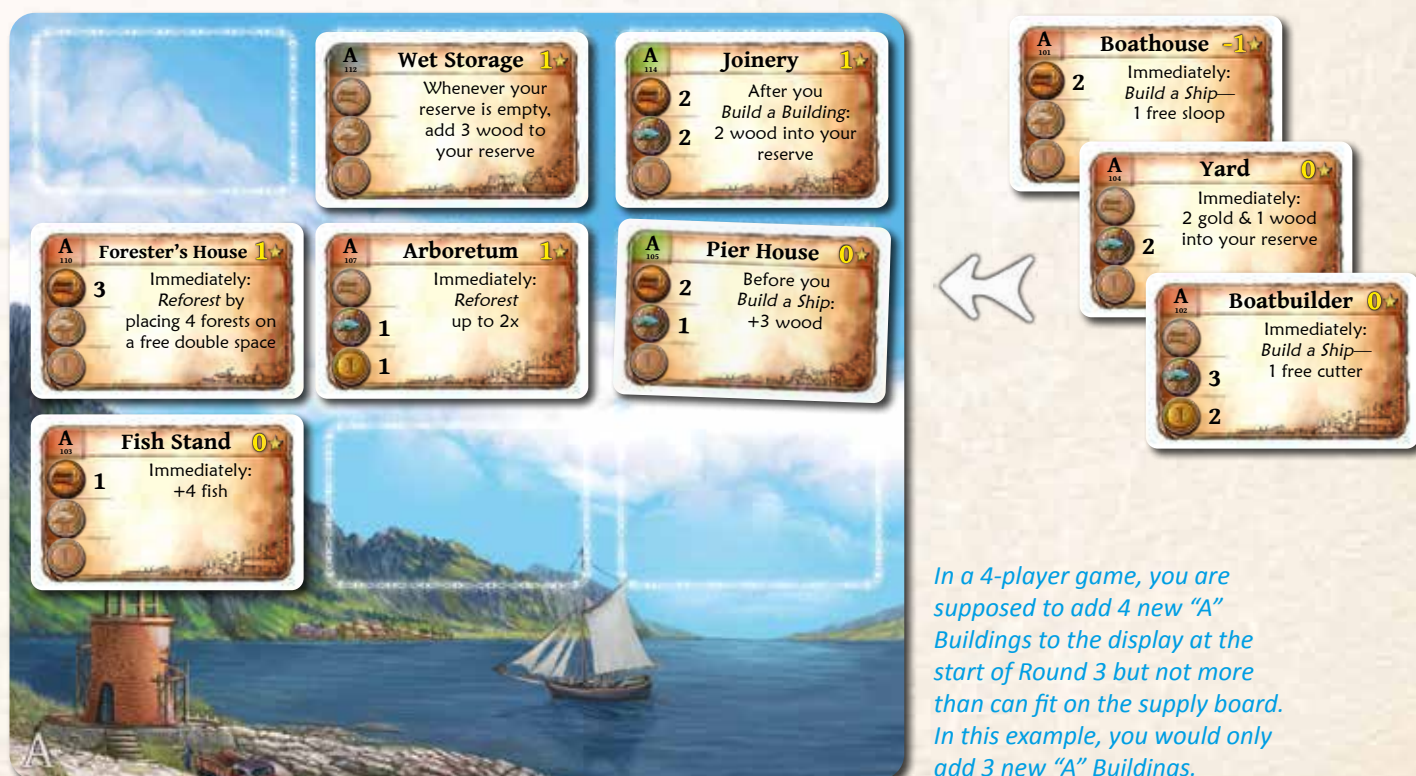 A
112
Wet Storage 1
Whenever your
reserve is empty,
add 3 wood to
your reserve
A
114
Joinery 1
2
2
After you
Build a Building:
2 wood into your
reserve
A
110
Forester's House 1
3
Immediately:
Reforest by
placing 4 forests on
a free double space
A
107
Arboretum 1
Immediately:
Reforest
up to 2x
1
1
A
105
Pier House 0
2
1
Before you
Build a Ship:
+3 wood
A
103
Fish Stand 0
1
Immediately:
+4 fish
A
A
101
Boathouse -1
2
Immediately:
Build a Ship—
1 free sloop
A
104
Yard 0
2
Immediately:
2 gold & 1 wood
into your reserve
A
102
Boatbuilder 0
Immediately:
Build a Ship—
1 free cutter
3
2
In a 4-player game, you are
supposed to add 4 new “A”
Buildings to the display at the
start of Round 3 but not more
than can fit on the supply board.
In this example, you would only
add 3 new “A” Buildings.